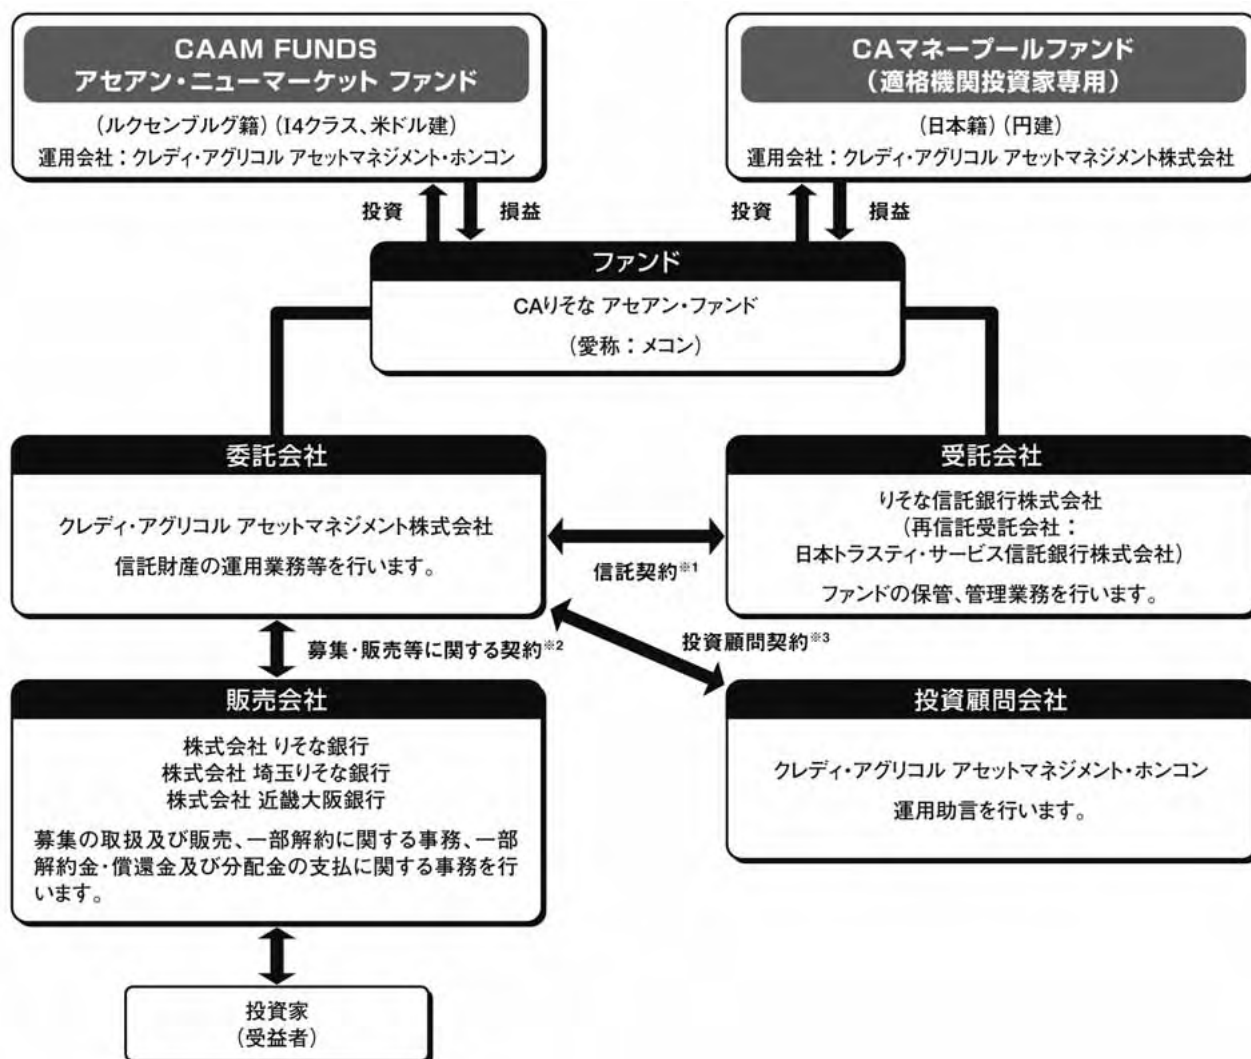 CAAM FUNDS
アセアン・ニューマーケット ファンド
(ルクセンブルグ籍)(I4クラス、米ドル建)
運用会社：クレディ・アグリコル アセットマネジメント・ホンコン
CAマネープールファンド
(適格機関投資家専用)
(日本籍)(円建)
運用会社：クレディ・アグリコル アセットマネジメント株式会社
投資
損益
投資
損益
ファンド
CAりそな アセアン・ファンド
(愛称：メコン)
委託会社
クレディ・アグリコル アセットマネジメント株式会社
信託財産の運用業務等を行います。
信託契約※1
受託会社
りそな信託銀行株式会社
(再信託受託会社：
日本トラスティ・サービス信託銀行株式会社)
ファンドの保管、管理業務を行います。
募集・販売等に関する契約※2
投資顧問契約※3
販売会社
株式会社 りそな銀行
株式会社 埼玉りそな銀行
株式会社 近畿大阪銀行
募集の取扱及び販売、一部解約に関する事務、一部
解約金・償還金及び分配金の支払に関する事務を行
います。
投資顧問会社
クレディ・アグリコル アセットマネジメント・ホンコン
運用助言を行います。
投資家
(受益者)